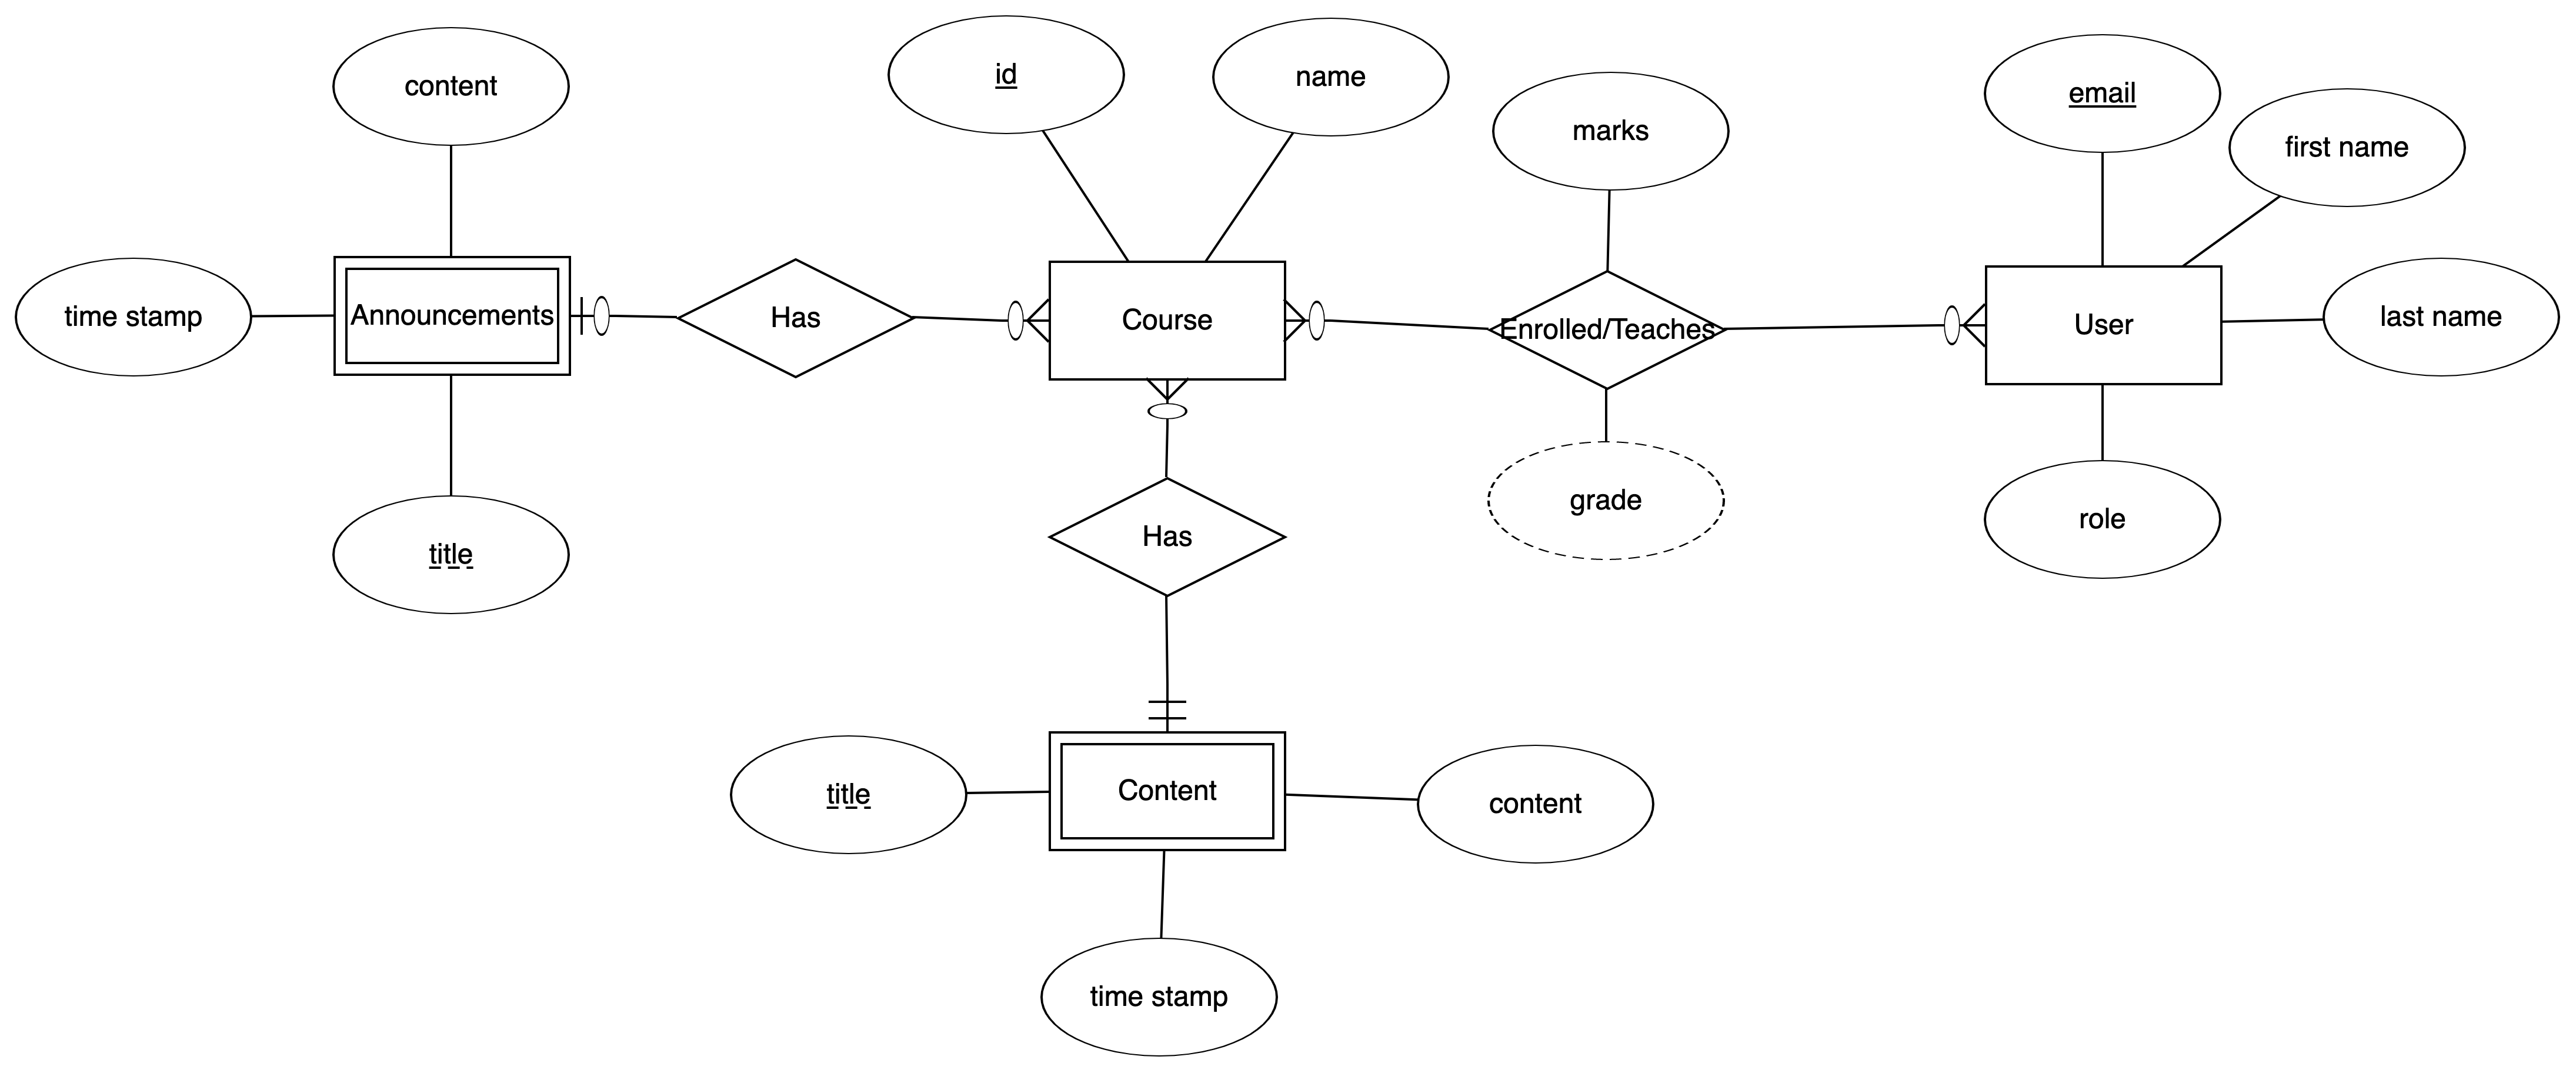 id
name
content
email
marks
first name
time stamp
Announcements
Has
Course
Enrolled/Teaches
User
last name
title
Has
grade
role
title
Content
content
time stamp